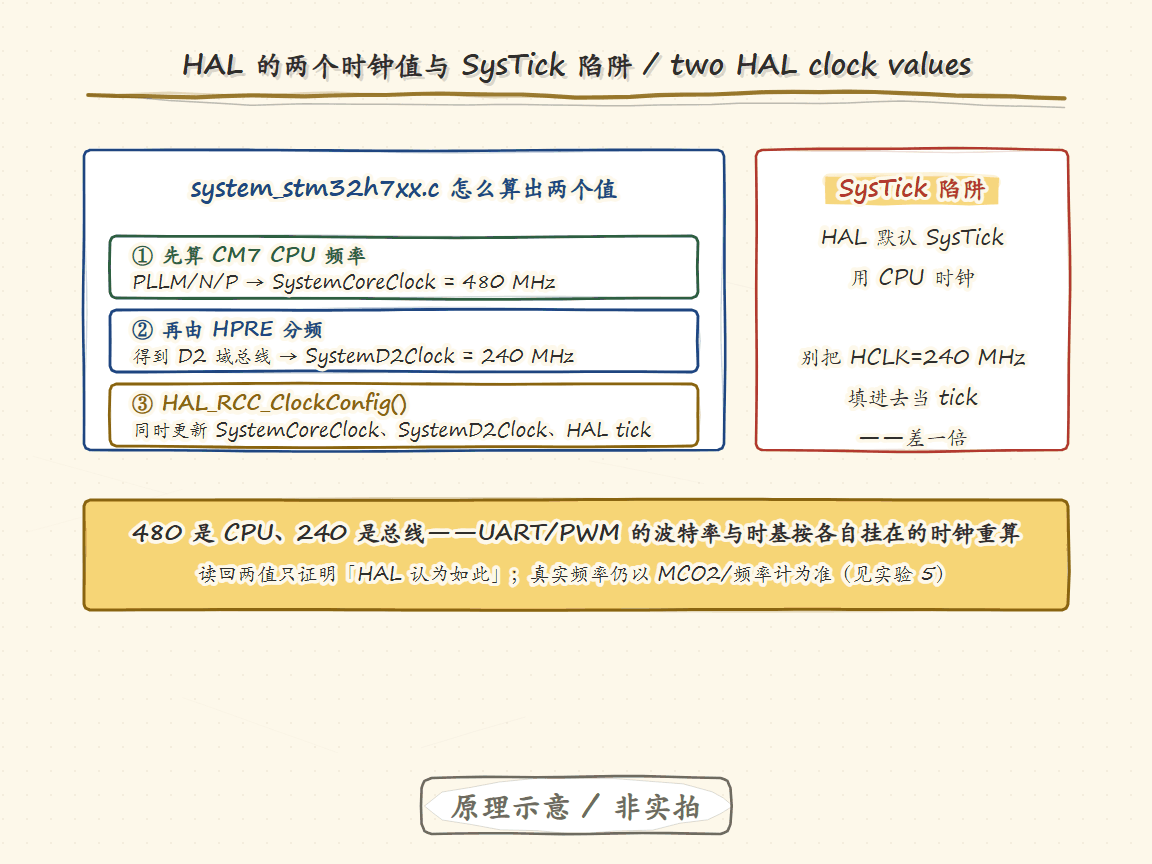 HAL 的两个时钟值与 SysTick 陷阱 / two HAL clock values
system_stm32h7xx.c 怎么算出两个值
① 先算 CM7 CPU 频率
PLLM/N/P → SystemCoreClock = 480 MHz
② 再由 HPRE 分频
得到 D2 域总线 → SystemD2Clock = 240 MHz
③ HAL_RCC_ClockConfig()
同时更新 SystemCoreClock、SystemD2Clock、HAL tick
SysTick 陷阱
HAL 默认 SysTick
用 CPU 时钟
别把 HCLK=240 MHz
填进去当 tick
——差一倍
480 是 CPU、240 是总线——UART/PWM 的波特率与时基按各自挂在的时钟重算
读回两值只证明「HAL 认为如此」；真实频率仍以 MCO2/频率计为准（见实验 5）
原理示意 / 非实拍